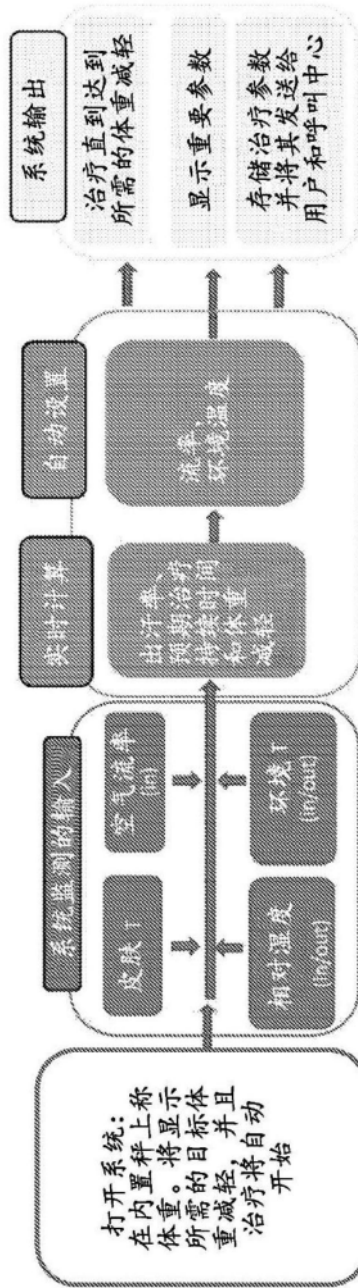 打开系统：
在内置秤上称
体重。将显示
所需的目标体
重减轻，并且
治疗将自动
开始
系统监测的输入
皮肤 T
空气流率
(in)
相对湿度
(in/out)
环境 T
(in/out)
实时计算
出汗率、
预期治疗
持续时间
和体重
减轻
自动设置
流率、
环境温度
系统输出
治疗直到达到
所需的体重减轻
显示重要参数
存储治疗参数
并将其发送给
用户和呼叫中心